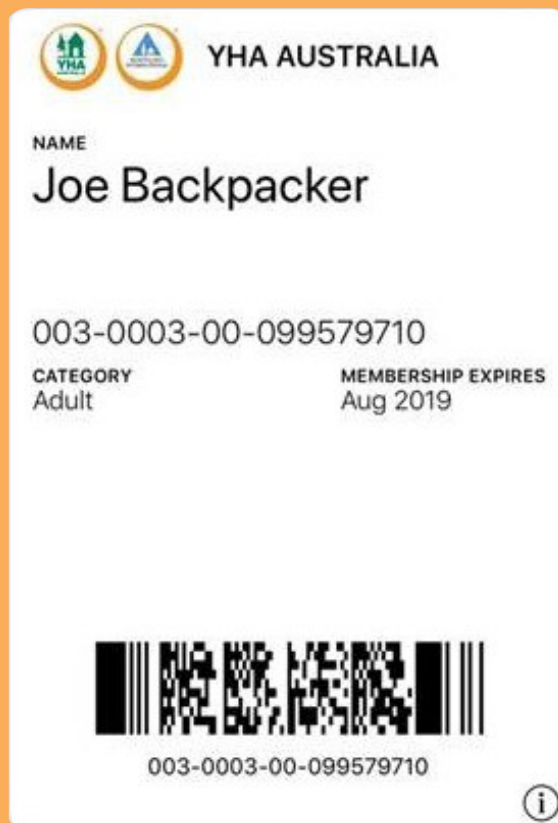 YHA
YHA AUSTRALIA
NAME
Joe Backpacker
003-0003-00-099579710
CATEGORY
MEMBERSHIP EXPIRES
Adult
Aug 2019
003-0003-00-099579710
i